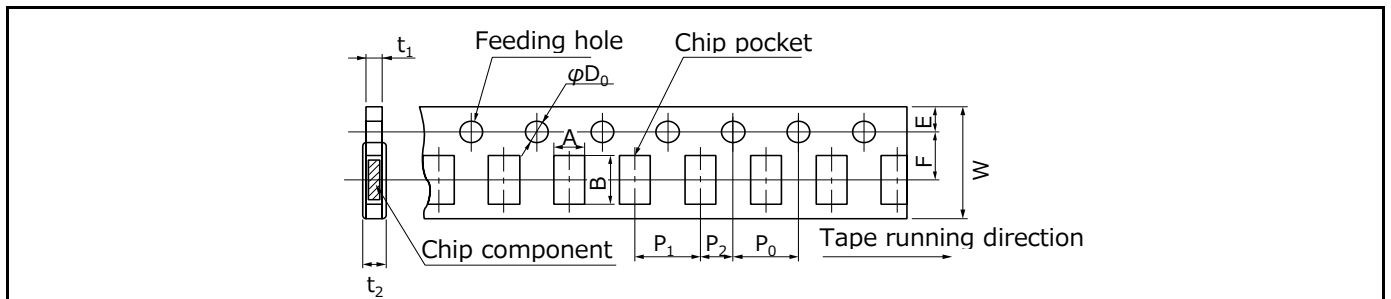 t₁
Feeding hole
Chip pocket
φD₀
A
E
B
F
W
P₁
P₂
P₀
Tape running direction
Chip component
t₂